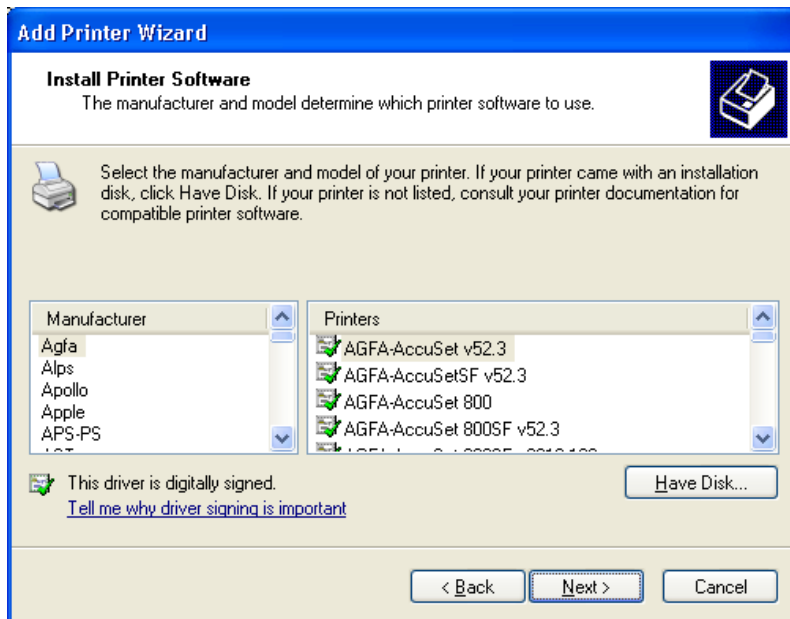 Add Printer Wizard
Install Printer Software
The manufacturer and model determine which printer software to use.
Select the manufacturer and model of your printer. If your printer came with an installation
disk, click Have Disk. If your printer is not listed, consult your printer documentation for
compatible printer software.
Manufacturer
Agfa
Alps
Apollo
Apple
APS-PS
Printers
AGFA-AccuSet v52.3
AGFA-AccuSetSF v52.3
AGFA-AccuSet 800
AGFA-AccuSet 800SF v52.3
This driver is digitally signed.
Tell me why driver signing is important
Have Disk...
< Back
Next >
Cancel